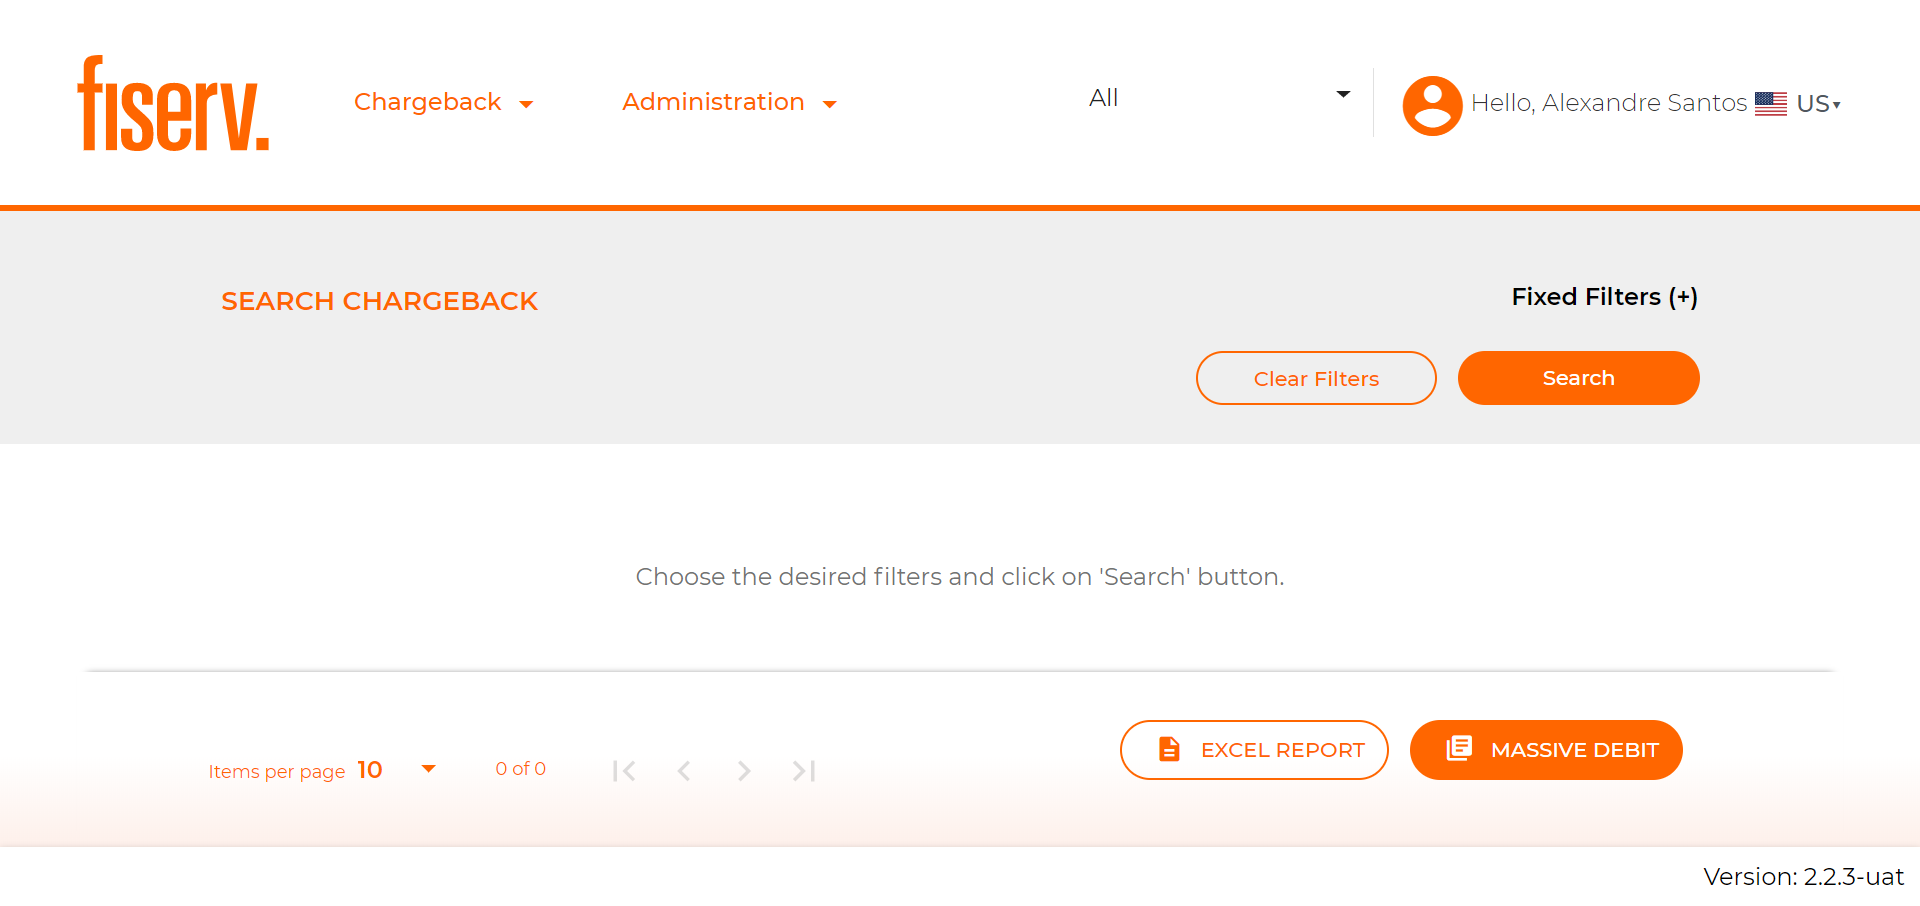 fiserv.
Chargeback
Administration
All
Hello, Alexandre Santos
US
SEARCH CHARGEBACK
Fixed Filters (+)
Clear Filters
Search
Choose the desired filters and click on 'Search' button.
Items per page 10
0 of 0
EXCEL REPORT
MASSIVE DEBIT
Version: 2.2.3-uat